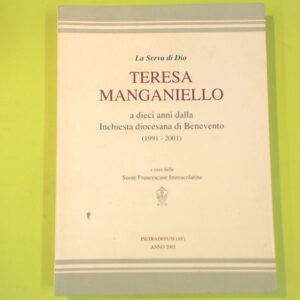 La Serva di Dio
TERESA
MANGANIELLO
a dieci anni dalla
Inchiesta diocesana di Benevento
(1991 - 2001)
a cura delle
Suore Francescane Immacolatine
PIETRADEFUSI (AV)
ANNO 2001